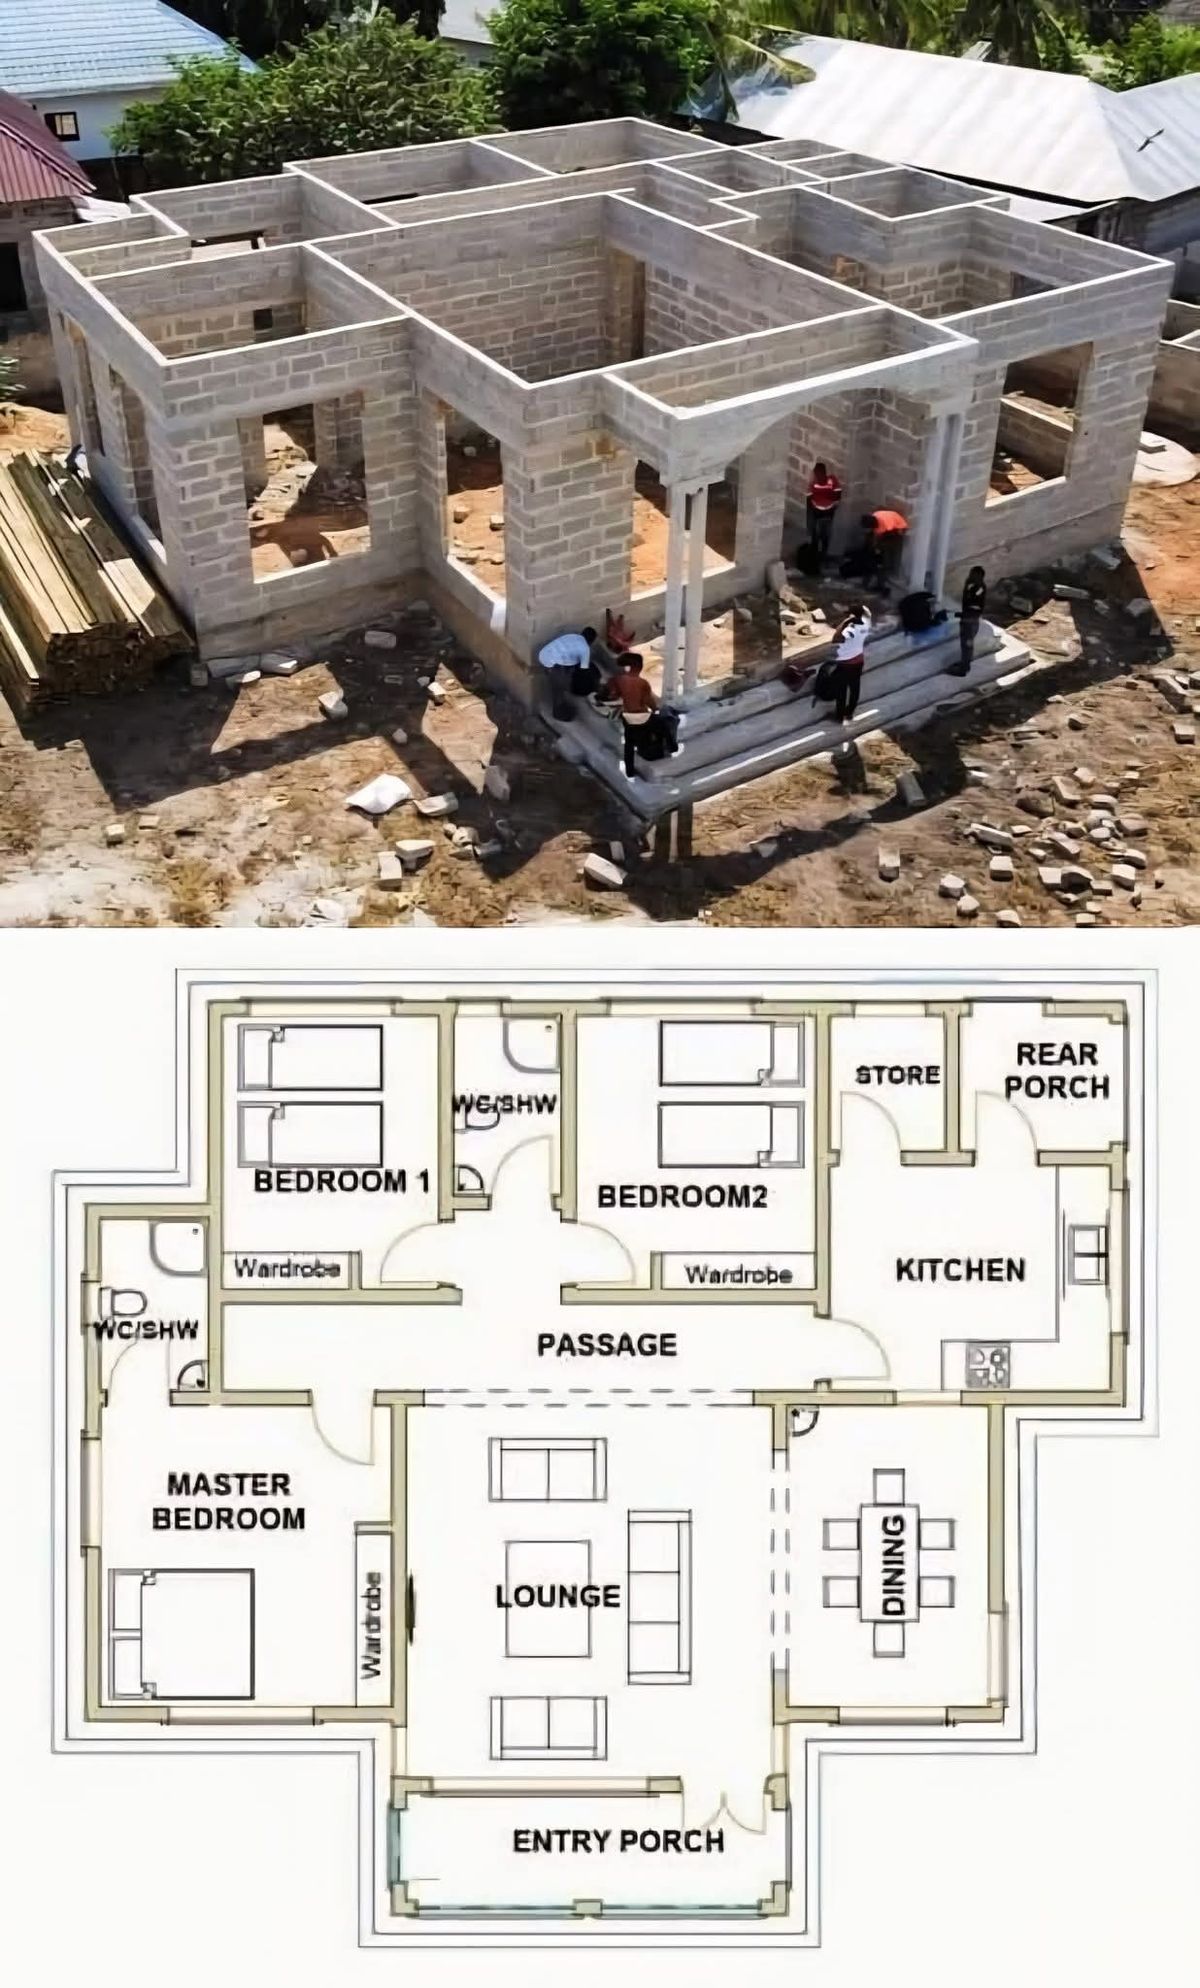 REAR
PORCH
STORE
WC/SHW
BEDROOM 1
BEDROOM2
Wardrobe
Wardrobe
KITCHEN
WC/SHW
PASSAGE
MASTER
BEDROOM
DINING
LOUNGE
Wardrobe
ENTRY PORCH